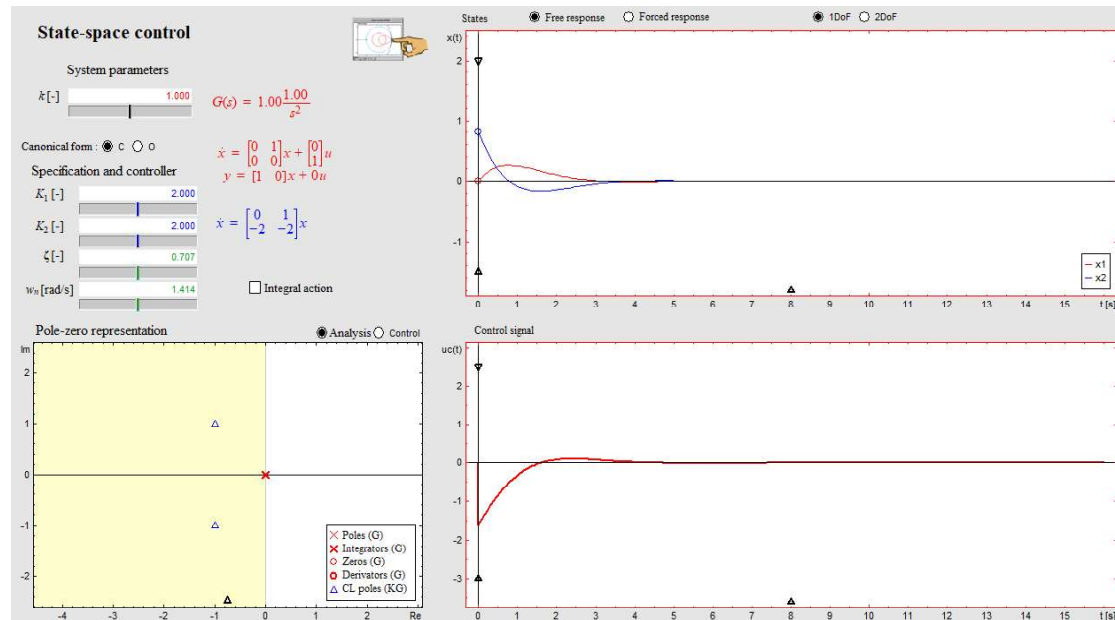 State-space control
System parameters
k [-] 1.000
G(s) = 1.00 1.00/s²
Canonical form : C O
ẋ = [0 1; 0 0]x + [0; 1]u
y = [1 0]x + 0u
Specification and controller
K₁ [-] 2.000
K₂ [-] 2.000
ẋ = [0 1; -2 -2]x
ζ [-] 0.707
wₙ [rad/s] 1.414
Integral action
States Free response Forced response 1DoF 2DoF
x(t)
2
1
0
-1
x1
x2
0 1 2 3 4 5 6 7 8 9 10 11 12 13 14 15 t [s]
Pole-zero representation Analysis Control
Im
2
1
0
-1
-2
Poles (G)
Integrators (G)
Zeros (G)
Derivators (G)
CL poles (KG)
-4 -3 -2 -1 0 1 2 Re
Control signal
uc(t)
2
1
0
-1
-2
-3
0 1 2 3 4 5 6 7 8 9 10 11 12 13 14 15 t [s]